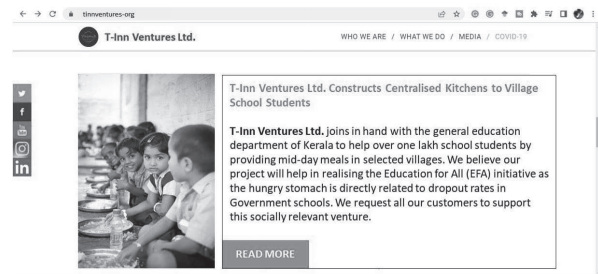 tinnventures-org
T-Inn Ventures Ltd.
WHO WE ARE / WHAT WE DO / MEDIA / COVID-19
T-Inn Ventures Ltd. Constructs Centralised Kitchens to Village
School Students
T-Inn Ventures Ltd. joins in hand with the general education
department of Kerala to help over one lakh school students by
providing mid-day meals in selected villages. We believe our
project will help in realising the Education for All (EFA) initiative as
the hungry stomach is directly related to dropout rates in
Government schools. We request all our customers to support
this socially relevant venture.
READ MORE